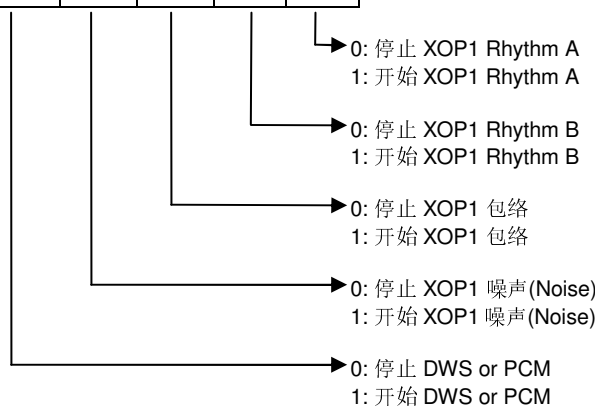 0: 停止 XOP1 Rhythm A
1: 开始 XOP1 Rhythm A
0: 停止 XOP1 Rhythm B
1: 开始 XOP1 Rhythm B
0: 停止 XOP1 包络
1: 开始 XOP1 包络
0: 停止 XOP1 噪声(Noise)
1: 开始 XOP1 噪声(Noise)
0: 停止 DWS or PCM
1: 开始 DWS or PCM